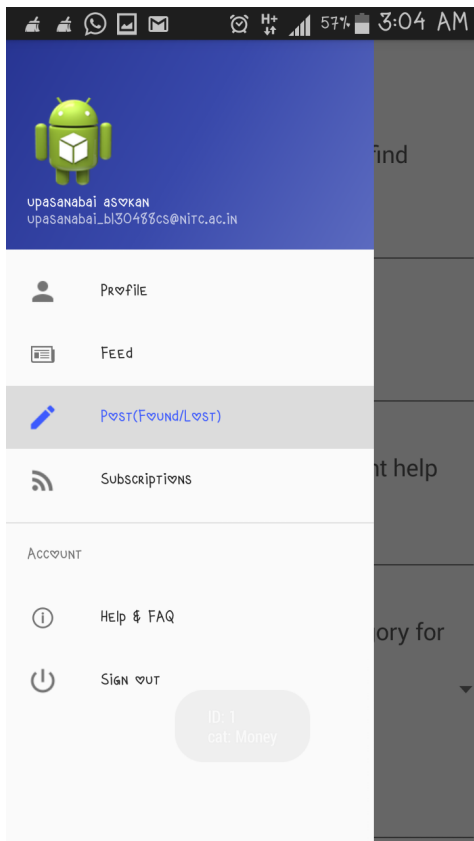 H+ 57% 3:04 AM
upasanabai asokan
upasanabai_b130488cs@nitc.ac.in
Profile
Feed
Post(Found/Lost)
Subscriptions
Account
Help & FAQ
Sign out
ID: 1
cat: Money
find
nt help
ory for